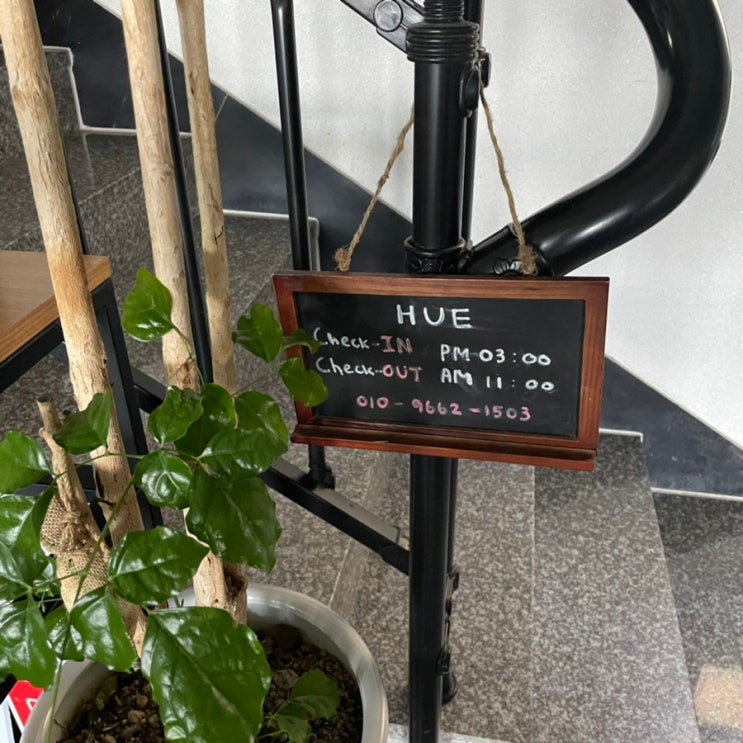 HUE
Check-IN PM 03:00
Check-OUT AM 11:00
010-9662-1503